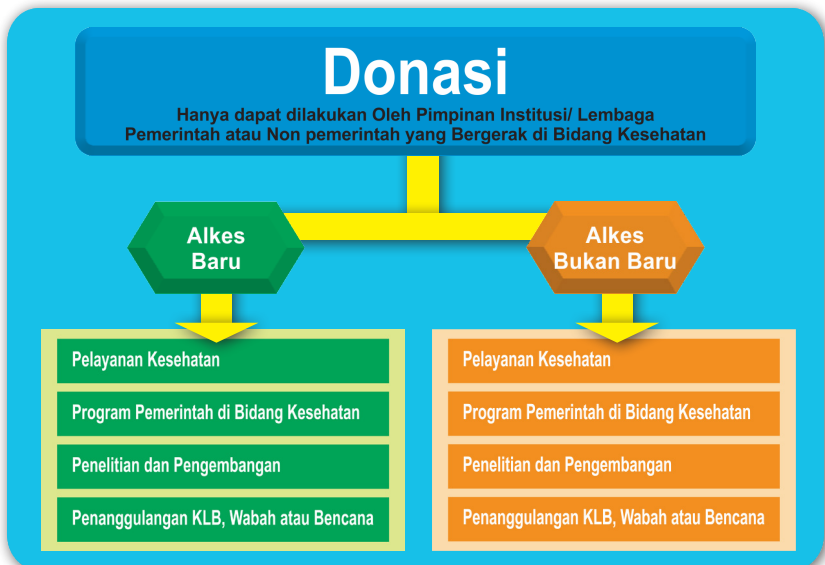 Donasi
Hanya dapat dilakukan Oleh Pimpinan Institusi/ Lembaga
Pemerintah atau Non pemerintah yang Bergerak di Bidang Kesehatan
Alkes
Baru
Alkes
Bukan Baru
Pelayanan Kesehatan
Program Pemerintah di Bidang Kesehatan
Penelitian dan Pengembangan
Penanggulangan KLB, Wabah atau Bencana
Pelayanan Kesehatan
Program Pemerintah di Bidang Kesehatan
Penelitian dan Pengembangan
Penanggulangan KLB, Wabah atau Bencana